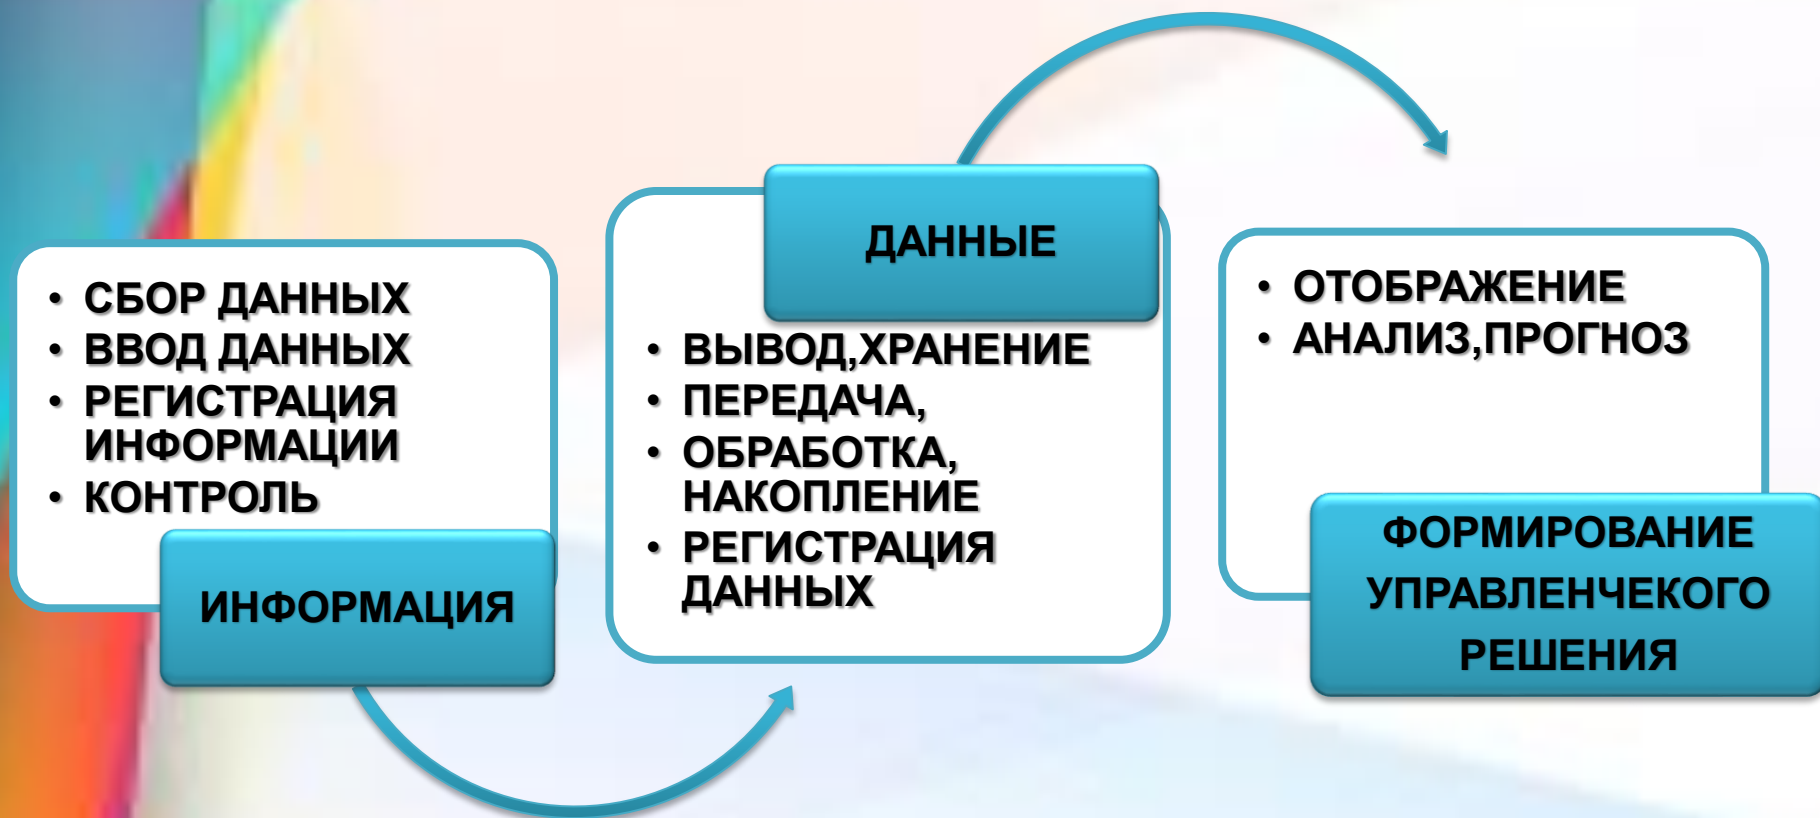 • СБОР ДАННЫХ
• ВВОД ДАННЫХ
• РЕГИСТРАЦИЯ
ИНФОРМАЦИИ
• КОНТРОЛЬ
ИНФОРМАЦИЯ
ДАННЫЕ
• ВЫВОД,ХРАНЕНИЕ
• ПЕРЕДАЧА,
• ОБРАБОТКА,
НАКОПЛЕНИЕ
• РЕГИСТРАЦИЯ
ДАННЫХ
• ОТОБРАЖЕНИЕ
• АНАЛИЗ,ПРОГНОЗ
ФОРМИРОВАНИЕ
УПРАВЛЕНЧЕКОГО
РЕШЕНИЯ